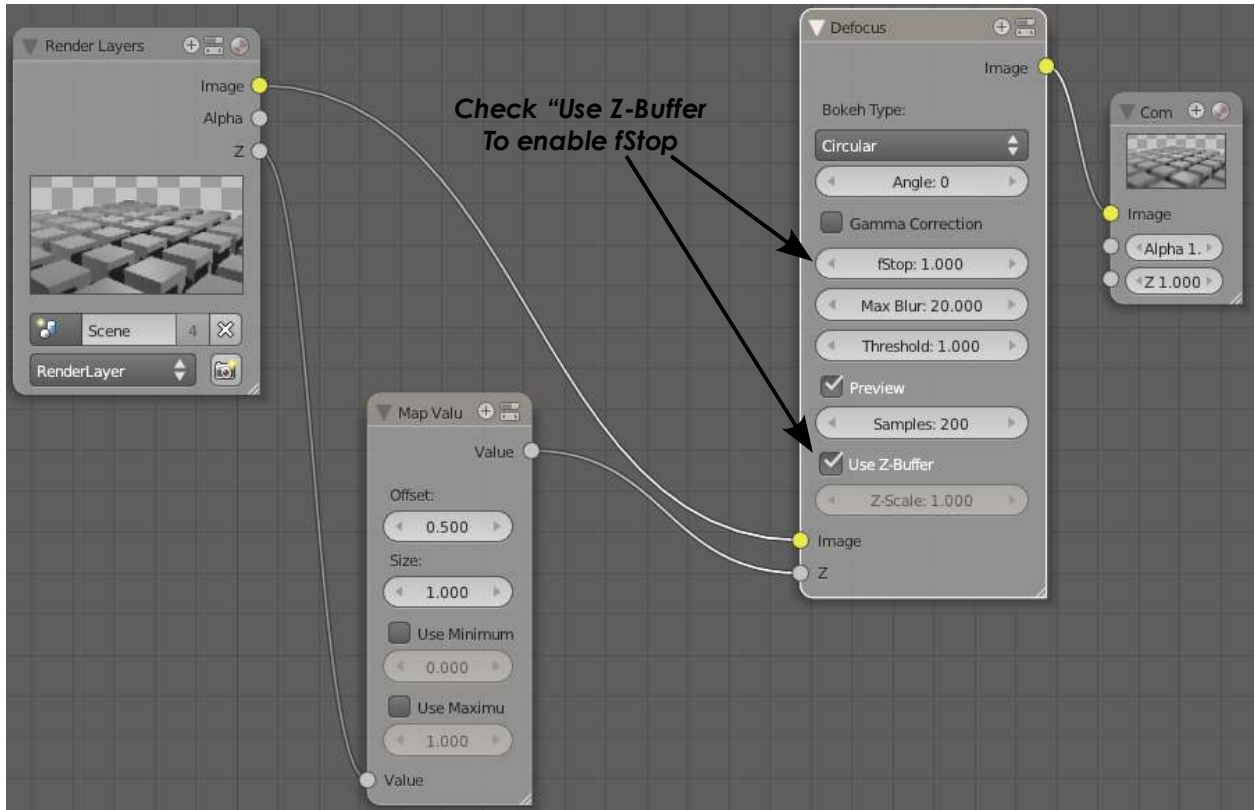 Render Layers
Image
Alpha
Z
Scene 4
RenderLayer
Check “Use Z-Buffer
To enable fStop
Map Valu
Value
Offset:
0.500
Size:
1.000
Use Minimum
0.000
Use Maximu
1.000
Value
Defocus
Image
Bokeh Type:
Circular
Angle: 0
Gamma Correction
fStop: 1.000
Max Blur: 20.000
Threshold: 1.000
Preview
Samples: 200
Use Z-Buffer
Z-Scale: 1.000
Image
Z
Com
Image
Alpha 1.
Z 1.000